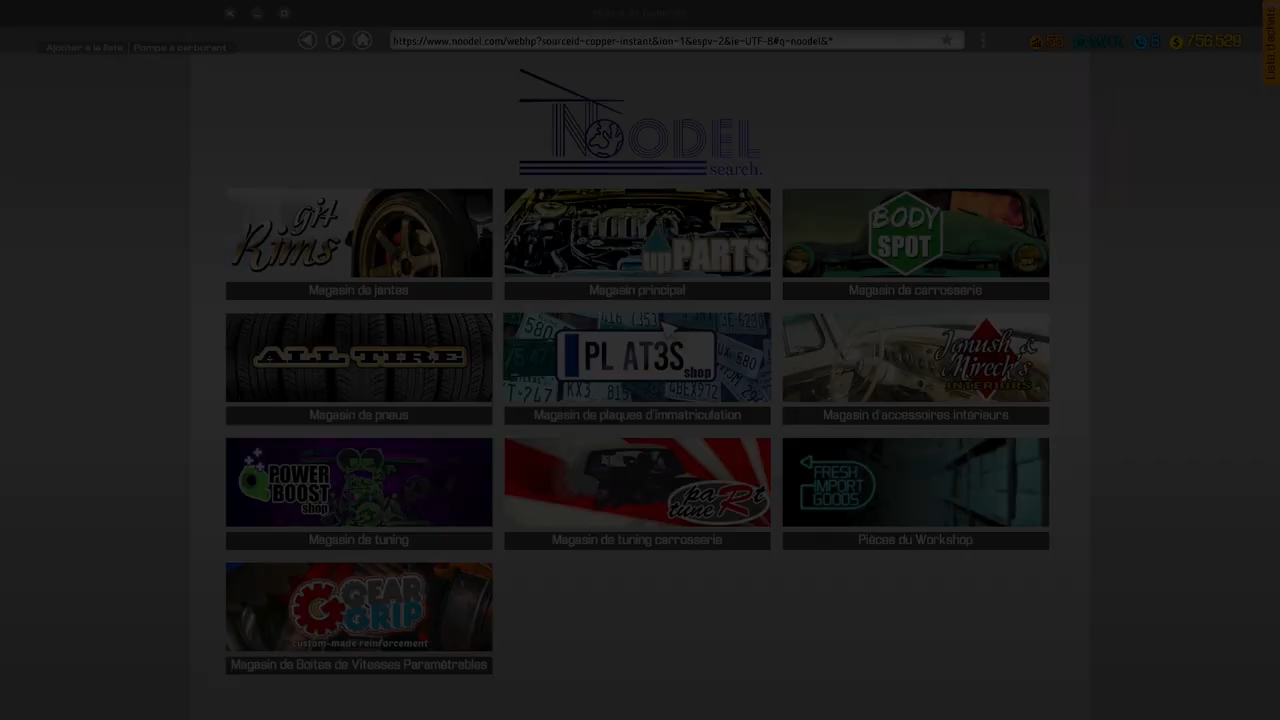 Ajouter à la liste | Pompe à carburant
https://www.noodel.com/webhp?sourceid-copper-instant&ion-1&espv-2&ie-UTF-8#q-noodel&*
756,529
Liste d'achats
NOODEL
search.
git Rims
upPARTS
BODY SPOT
Magasin de jantes
Magasin principal
Magasin de carrosserie
ALL TIRE
PL AT3S shop
Janush & Mireck's INTERIORS
Magasin de pneus
Magasin de plaques d'immatriculation
Magasin d'accessoires intérieurs
POWER BOOST shop
paRt tuneR
FRESH IMPORT GOODS
Magasin de tuning
Magasin de tuning carrosserie
Pièces du Workshop
GEAR GRIP
custom-made reinforcement
Magasin de Boîtes de Vitesses Paramétrables